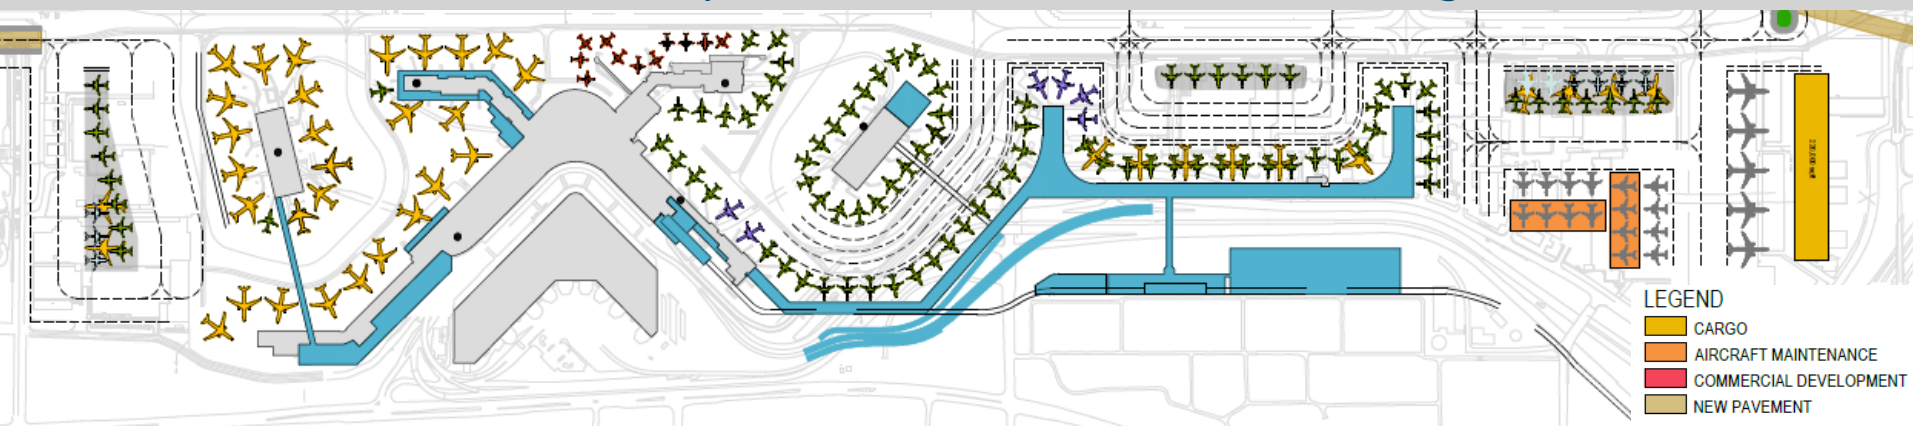 LEGEND
CARGO
AIRCRAFT MAINTENANCE
COMMERCIAL DEVELOPMENT
NEW PAVEMENT